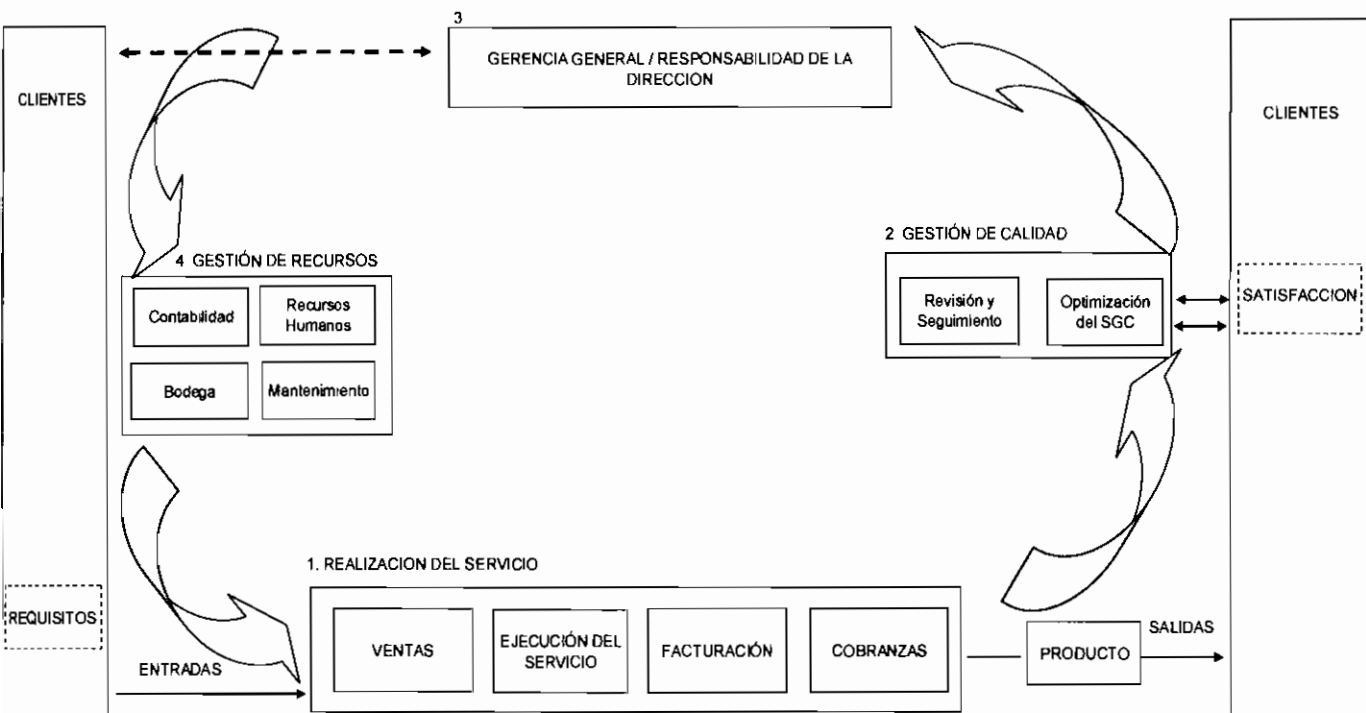 3
GERENCIA GENERAL / RESPONSABILIDAD DE LA
DIRECCIÓN
CLIENTES
CLIENTES
2 GESTIÓN DE CALIDAD
Revisión y
Seguimiento
Optimización
del SGC
SATISFACCION
4 GESTIÓN DE RECURSOS
Contabilidad
Recursos
Humanos
Bodega
Mantenimiento
1. REALIZACION DEL SERVICIO
REQUISITOS
ENTRADAS
VENTAS
EJECUCIÓN DEL
SERVICIO
FACTURACIÓN
COBRANZAS
PRODUCTO
SALIDAS